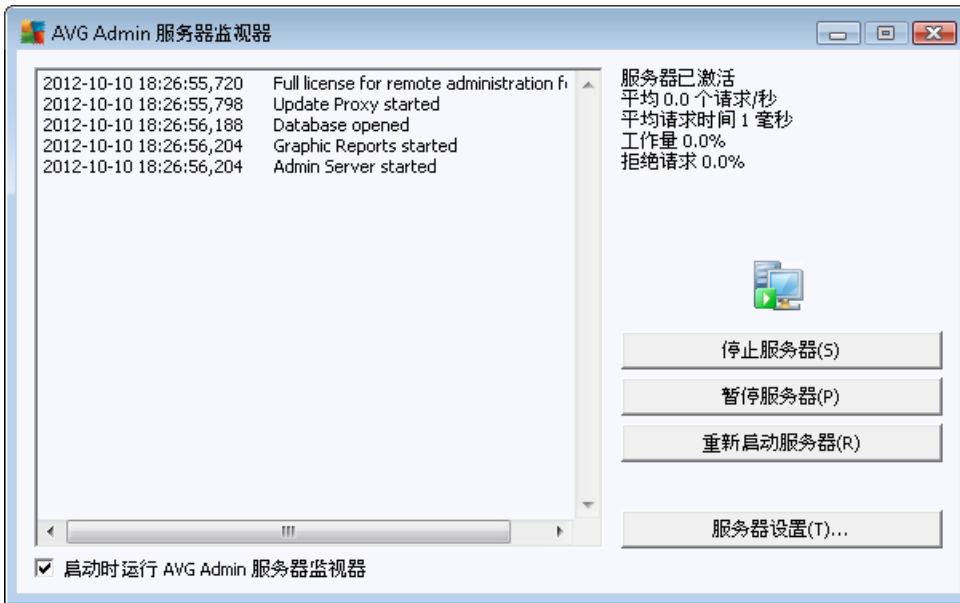 AVG Admin 服务器监视器
2012-10-10 18:26:55,720 Full license for remote administration
2012-10-10 18:26:55,798 Update Proxy started
2012-10-10 18:26:56,188 Database opened
2012-10-10 18:26:56,204 Graphic Reports started
2012-10-10 18:26:56,204 Admin Server started
服务器已激活
平均 0.0 个请求/秒
平均请求时间 1 毫秒
工作量 0.0%
拒绝请求 0.0%
停止服务器(S)
暂停服务器(P)
重新启动服务器(R)
服务器设置(T)...
启动时运行 AVG Admin 服务器监视器